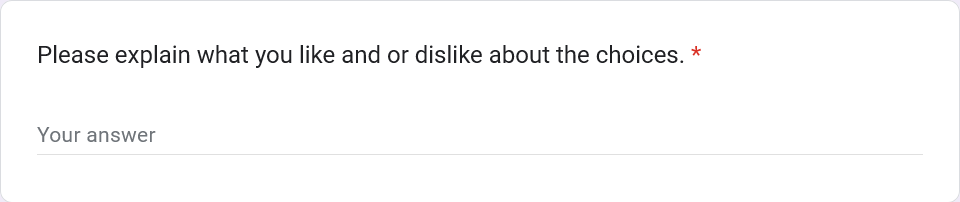 Please explain what you like and or dislike about the choices. *
Your answer